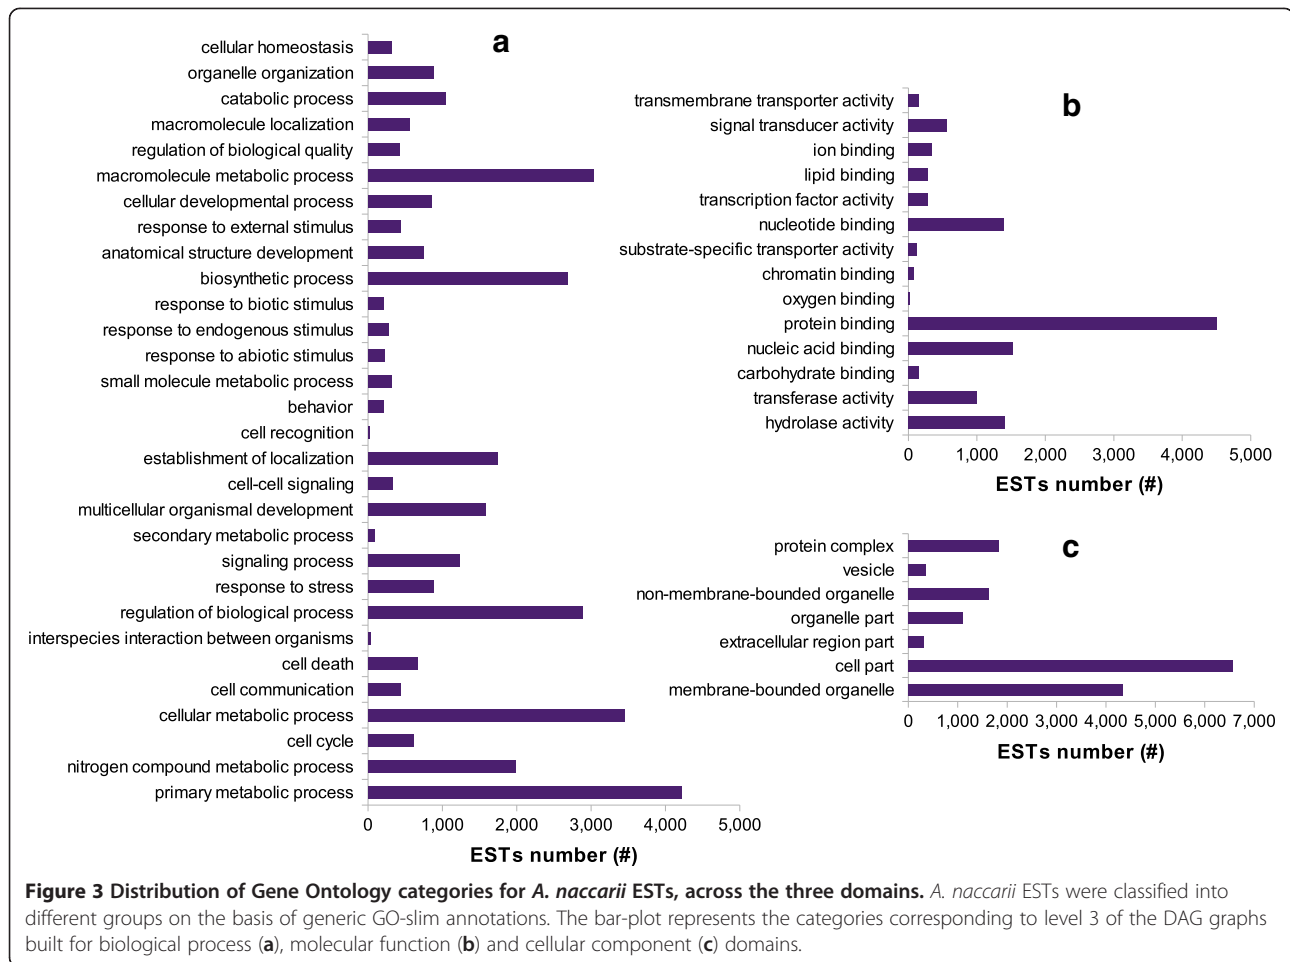 a
cellular homeostasis
organelle organization
catabolic process
macromolecule localization
regulation of biological quality
macromolecule metabolic process
cellular developmental process
response to external stimulus
anatomical structure development
biosynthetic process
response to biotic stimulus
response to endogenous stimulus
response to abiotic stimulus
small molecule metabolic process
behavior
cell recognition
establishment of localization
cell-cell signaling
multicellular organismal development
secondary metabolic process
signaling process
response to stress
regulation of biological process
interspecies interaction between organisms
cell death
cell communication
cellular metabolic process
cell cycle
nitrogen compound metabolic process
primary metabolic process
0 1,000 2,000 3,000 4,000 5,000
ESTs number (#)
b
transmembrane transporter activity
signal transducer activity
ion binding
lipid binding
transcription factor activity
nucleotide binding
substrate-specific transporter activity
chromatin binding
oxygen binding
protein binding
nucleic acid binding
carbohydrate binding
transferase activity
hydrolase activity
0 1,000 2,000 3,000 4,000 5,000
ESTs number (#)
c
protein complex
vesicle
non-membrane-bounded organelle
organelle part
extracellular region part
cell part
membrane-bounded organelle
0 1,000 2,000 3,000 4,000 5,000 6,000 7,000
ESTs number (#)
Figure 3 Distribution of Gene Ontology categories for A. naccarii ESTs, across the three domains. A. naccarii ESTs were classified into
different groups on the basis of generic GO-slim annotations. The bar-plot represents the categories corresponding to level 3 of the DAG graphs
built for biological process (a), molecular function (b) and cellular component (c) domains.